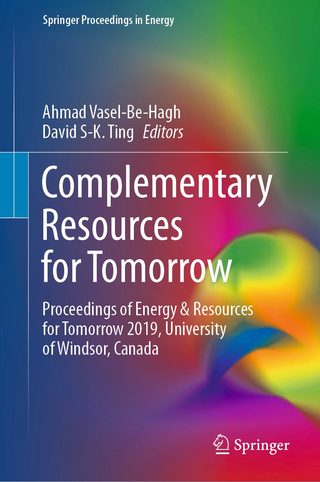 Springer Proceedings in Energy
Ahmad Vasel-Be-Hagh
David S-K. Ting Editors
Complementary
Resources
for Tomorrow
Proceedings of Energy & Resources
for Tomorrow 2019, University
of Windsor, Canada
Springer